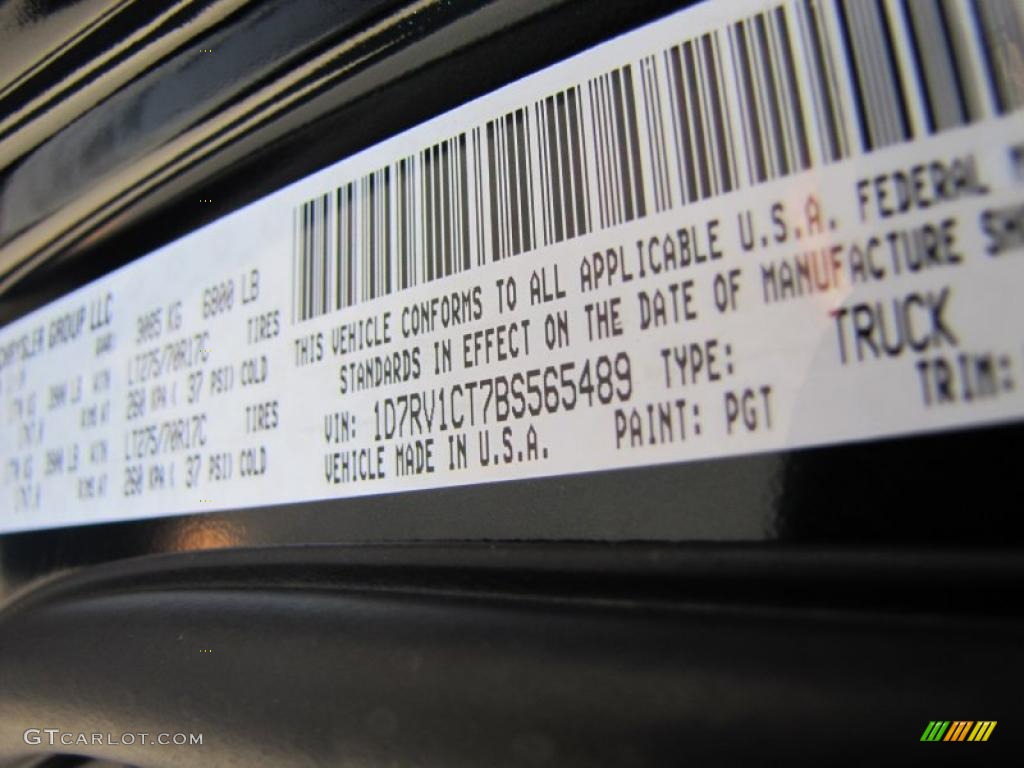 CHRYSLER GROUP LLC
3085 KG 6800 LB
LT275/70R17C TIRES
260 KPA ( 37 PSI) COLD
LT275/70R17C TIRES
260 KPA ( 37 PSI) COLD
THIS VEHICLE CONFORMS TO ALL APPLICABLE U.S.A. FEDERAL
STANDARDS IN EFFECT ON THE DATE OF MANUFACTURE
VIN: 1D7RV1CT7BS565489 TYPE: TRUCK
VEHICLE MADE IN U.S.A. PAINT: PGT TRIM:
GTCARLOT.COM